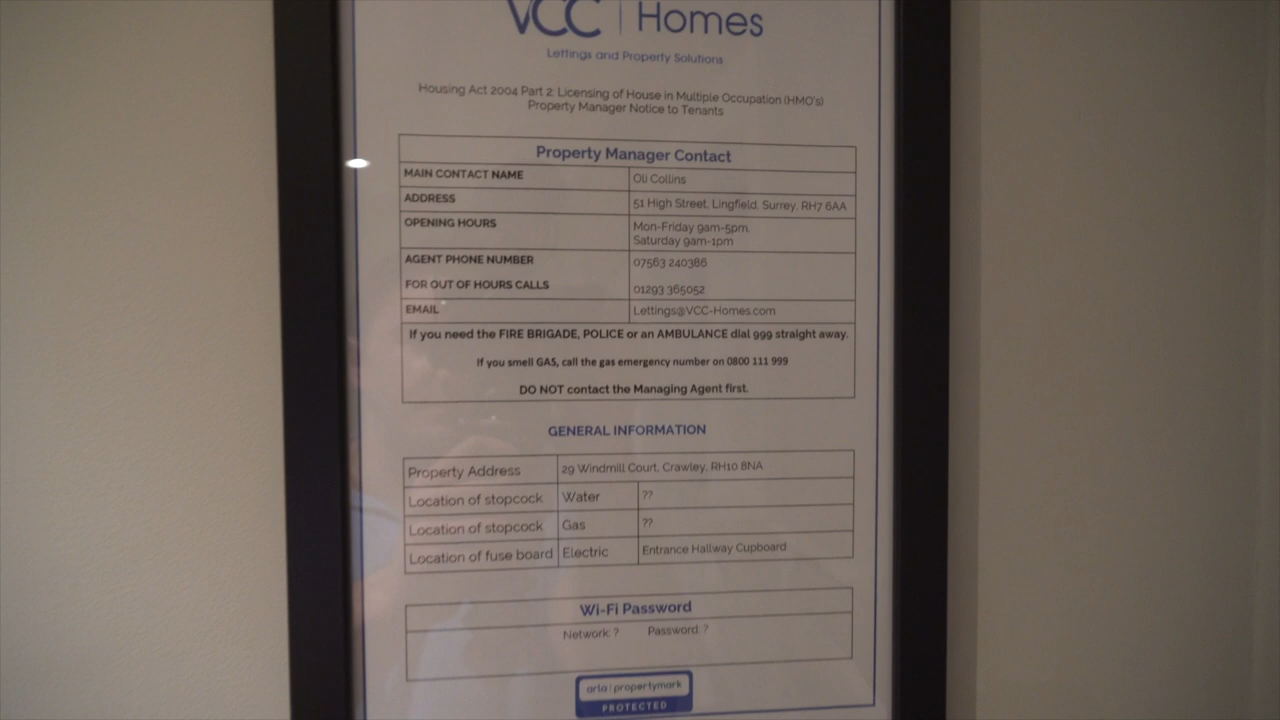 VCC | Homes
Lettings and Property Solutions
Housing Act 2004 Part 2: Licensing of House in Multiple Occupation (HMO's)
Property Manager Notice to Tenants
Property Manager Contact
MAIN CONTACT NAME Oli Collins
ADDRESS 51 High Street, Lingfield, Surrey, RH7 6AA
OPENING HOURS Mon-Friday 9am-5pm,
Saturday 9am-1pm
AGENT PHONE NUMBER 07563 240386
FOR OUT OF HOURS CALLS 01293 365052
EMAIL Lettings@VCC-Homes.com
If you need the FIRE BRIGADE, POLICE or an AMBULANCE dial 999 straight away.
If you smell GAS, call the gas emergency number on 0800 111 999
DO NOT contact the Managing Agent first.
GENERAL INFORMATION
Property Address 29 Windmill Court, Crawley, RH10 8NA
Location of stopcock Water ??
Location of stopcock Gas ??
Location of fuse board Electric Entrance Hallway Cupboard
Wi-Fi Password
Network: ? Password: ?
arla | propertymark
PROTECTED